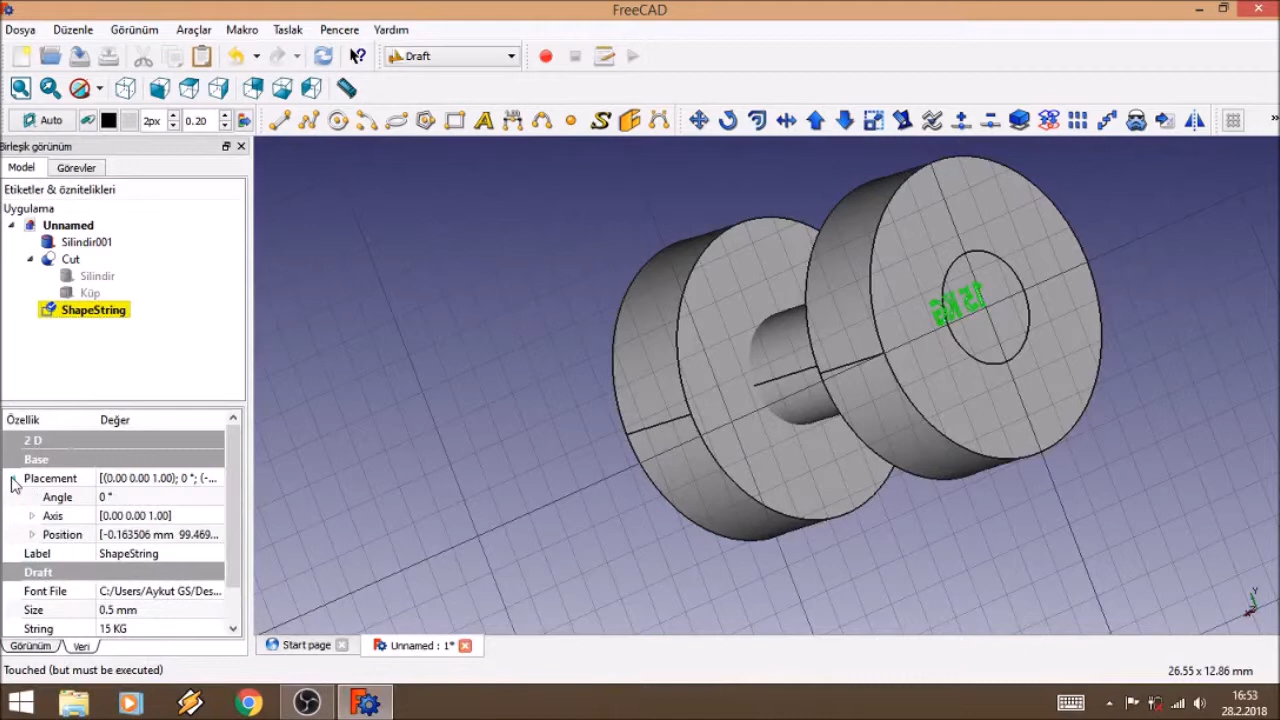 FreeCAD
Dosya Düzenle Görünüm Araçlar Makro Taslak Pencere Yardım
Draft
Auto 2px 0.20
Birleşik görünüm
Model Görevler
Etiketler & öznitelikleri
Uygulama
Unnamed
Silindir001
Cut
Silindir
Küp
ShapeString
15 KG
Özellik Değer
2 D
Base
Placement [(0.00 0.00 1.00); 0 °; (-...
Angle 0 °
Axis [0.00 0.00 1.00]
Position [-0.163506 mm 99.469...
Label ShapeString
Draft
Font File C:/Users/Aykut GS/Des...
Size 0.5 mm
String 15 KG
Görünüm Veri
Start page Unnamed : 1*
Y
Touched (but must be executed) 26.55 x 12.86 mm
16:53
28.2.2018